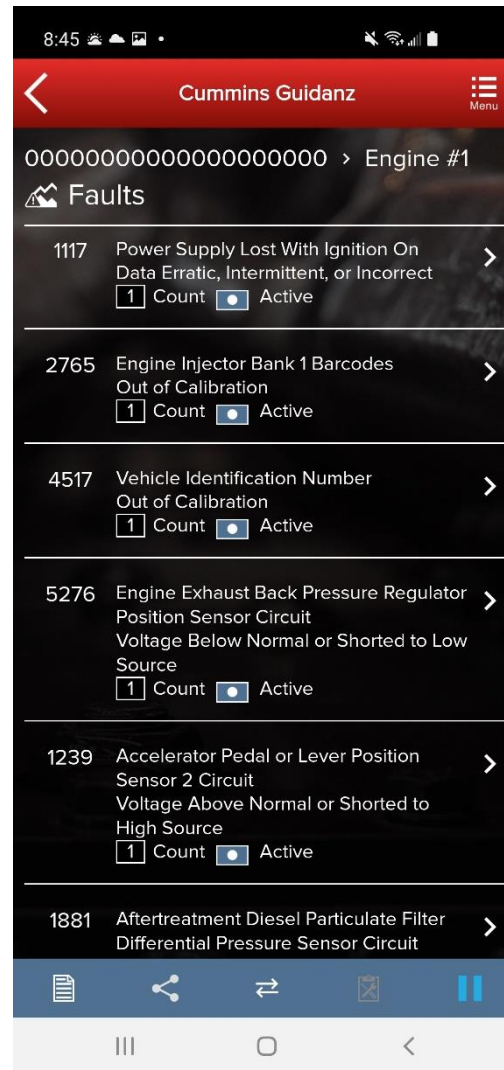 8:45
Cummins Guidanz
Menu
00000000000000000000 > Engine #1
Faults
1117 Power Supply Lost With Ignition On
Data Erratic, Intermittent, or Incorrect
1 Count Active
2765 Engine Injector Bank 1 Barcodes
Out of Calibration
1 Count Active
4517 Vehicle Identification Number
Out of Calibration
1 Count Active
5276 Engine Exhaust Back Pressure Regulator
Position Sensor Circuit
Voltage Below Normal or Shorted to Low
Source
1 Count Active
1239 Accelerator Pedal or Lever Position
Sensor 2 Circuit
Voltage Above Normal or Shorted to
High Source
1 Count Active
1881 Aftertreatment Diesel Particulate Filter
Differential Pressure Sensor Circuit